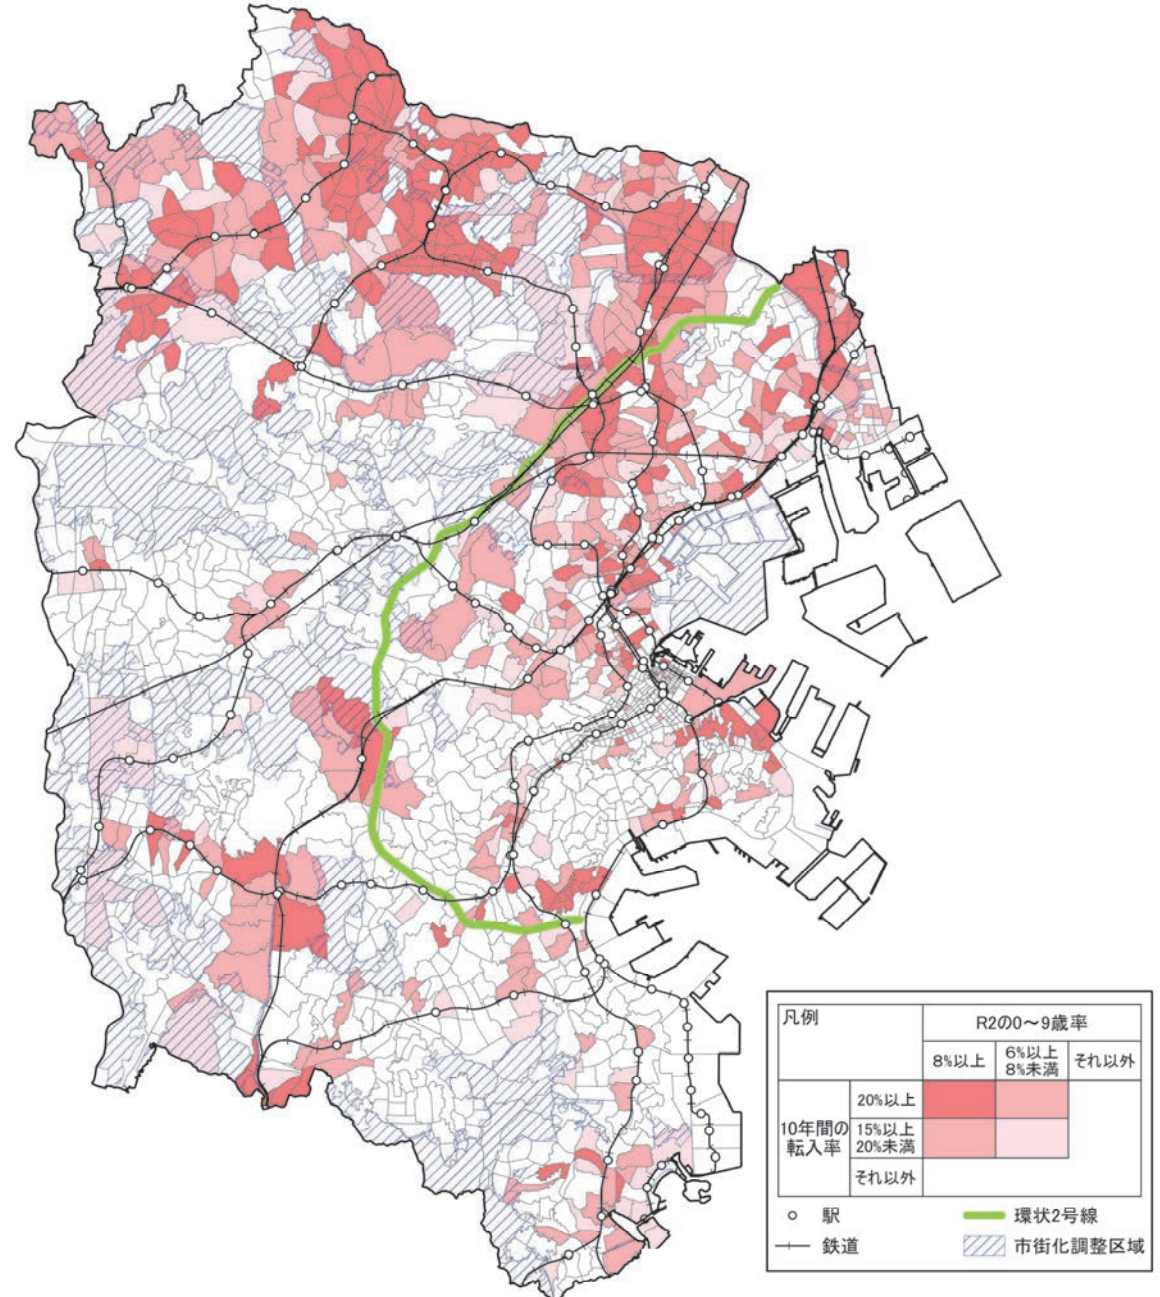 凡例
R2の0～9歳率
8%以上
6%以上
8%未満
それ以外
10年間の
転入率
20%以上
15%以上
20%未満
それ以外
駅
環状2号線
鉄道
市街化調整区域